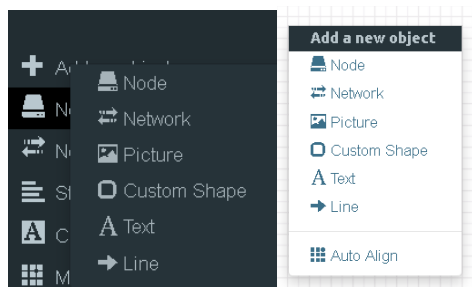 Node
Network
Picture
Custom Shape
Text
Line
Add a new object
Node
Network
Picture
Custom Shape
Text
Line
Auto Align